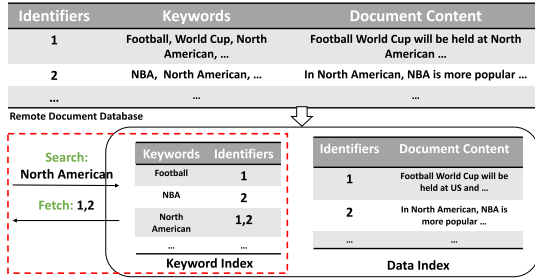 Identifiers Keywords Document Content
1 Football, World Cup, North American, … Football World Cup will be held at North American …
2 NBA, North American, … In North American, NBA is more popular …
… … …
Remote Document Database
Search:
North American
Fetch: 1,2
Keywords Identifiers
Football 1
NBA 2
North American 1,2
… …
Keyword Index
Identifiers Document Content
1 Football World Cup will be held at US and …
2 In North American, NBA is more popular …
… …
Data Index